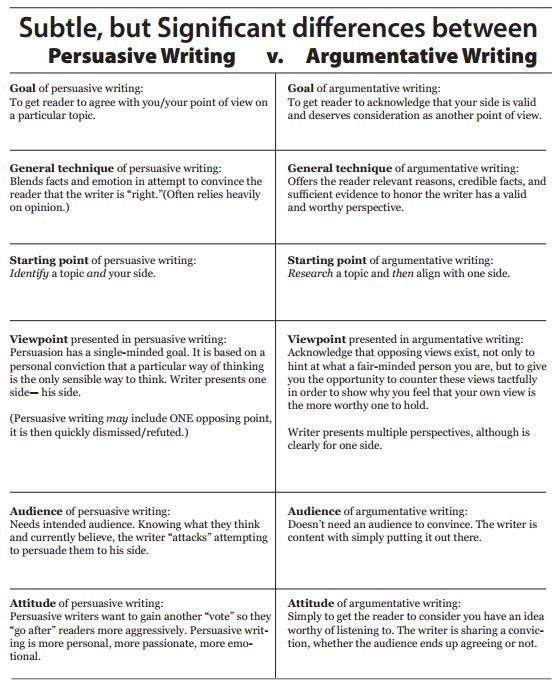 Subtle, but Significant differences between
Persuasive Writing v. Argumentative Writing
Goal of persuasive writing:
To get reader to agree with you/your point of view on
a particular topic.
Goal of argumentative writing:
To get reader to acknowledge that your side is valid
and deserves consideration as another point of view.
General technique of persuasive writing:
Blends facts and emotion in attempt to convince the
reader that the writer is “right.”(Often relies heavily
on opinion.)
General technique of argumentative writing:
Offers the reader relevant reasons, credible facts, and
sufficient evidence to honor the writer has a valid
and worthy perspective.
Starting point of persuasive writing:
Identify a topic and your side.
Starting point of argumentative writing:
Research a topic and then align with one side.
Viewpoint presented in persuasive writing:
Persuasion has a single-minded goal. It is based on a
personal conviction that a particular way of thinking
is the only sensible way to think. Writer presents one
side— his side.
(Persuasive writing may include ONE opposing point,
it is then quickly dismissed/refuted.)
Viewpoint presented in argumentative writing:
Acknowledge that opposing views exist, not only to
hint at what a fair-minded person you are, but to give
you the opportunity to counter these views tactfully
in order to show why you feel that your own view is
the more worthy one to hold.
Writer presents multiple perspectives, although is
clearly for one side.
Audience of persuasive writing:
Needs intended audience. Knowing what they think
and currently believe, the writer “attacks” attempting
to persuade them to his side.
Audience of argumentative writing:
Doesn’t need an audience to convince. The writer is
content with simply putting it out there.
Attitude of persuasive writing:
Persuasive writers want to gain another “vote” so they
“go after” readers more aggressively. Persuasive writ-
ing is more personal, more passionate, more emo-
tional.
Attitude of argumentative writing:
Simply to get the reader to consider you have an idea
worthy of listening to. The writer is sharing a convic-
tion, whether the audience ends up agreeing or not.